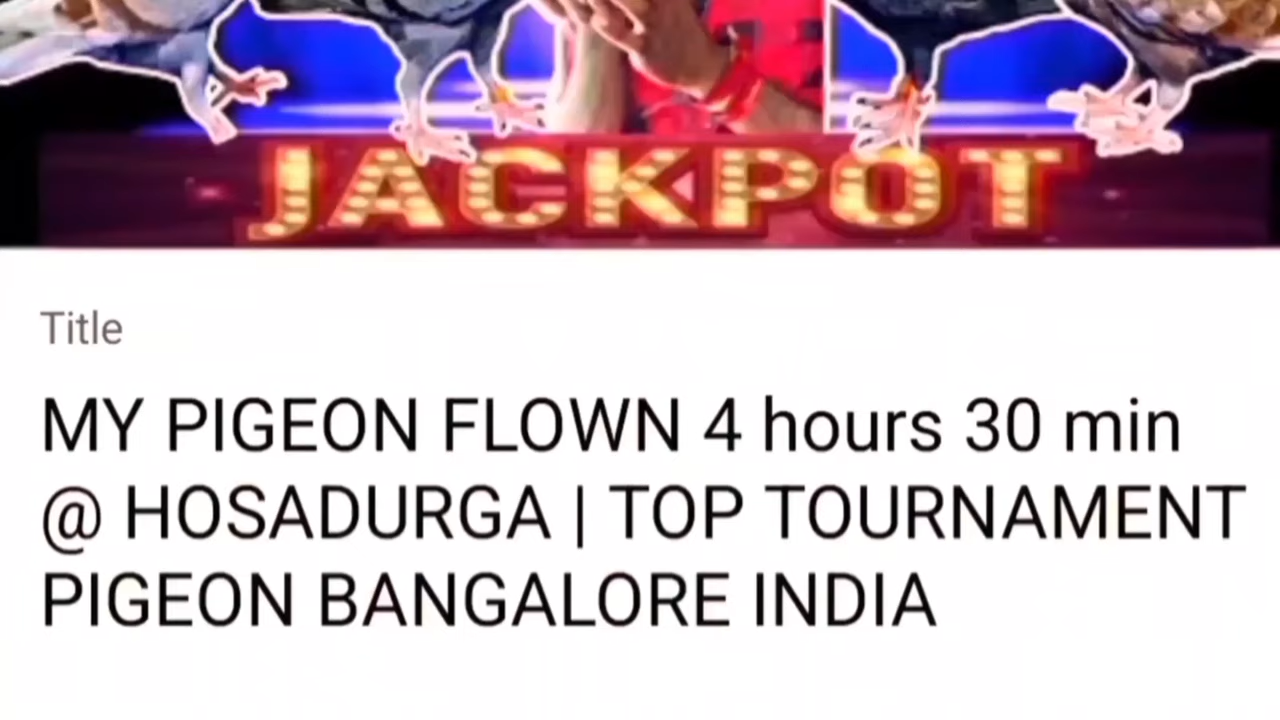 JACKPOT
Title
MY PIGEON FLOWN 4 hours 30 min
@ HOSADURGA | TOP TOURNAMENT
PIGEON BANGALORE INDIA